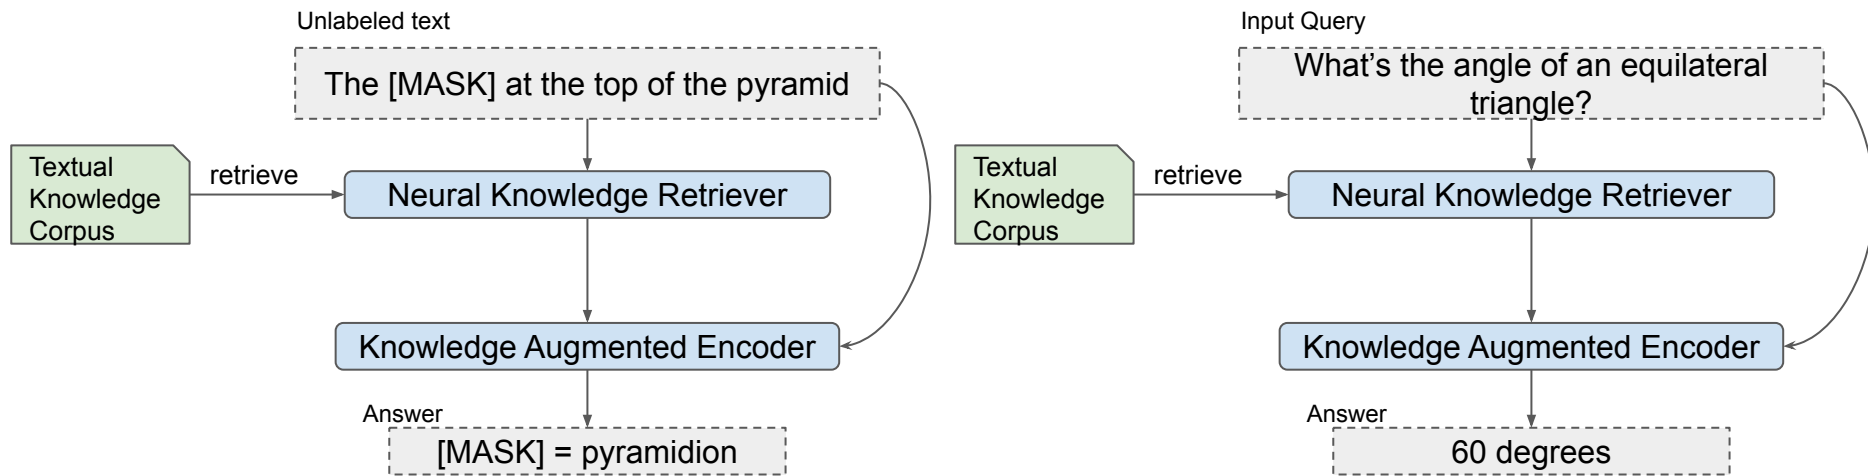 Unlabeled text
The [MASK] at the top of the pyramid
Textual
Knowledge
Corpus
retrieve
Neural Knowledge Retriever
Knowledge Augmented Encoder
Answer
[MASK] = pyramidion
Input Query
What’s the angle of an equilateral
triangle?
Textual
Knowledge
Corpus
retrieve
Neural Knowledge Retriever
Knowledge Augmented Encoder
Answer
60 degrees